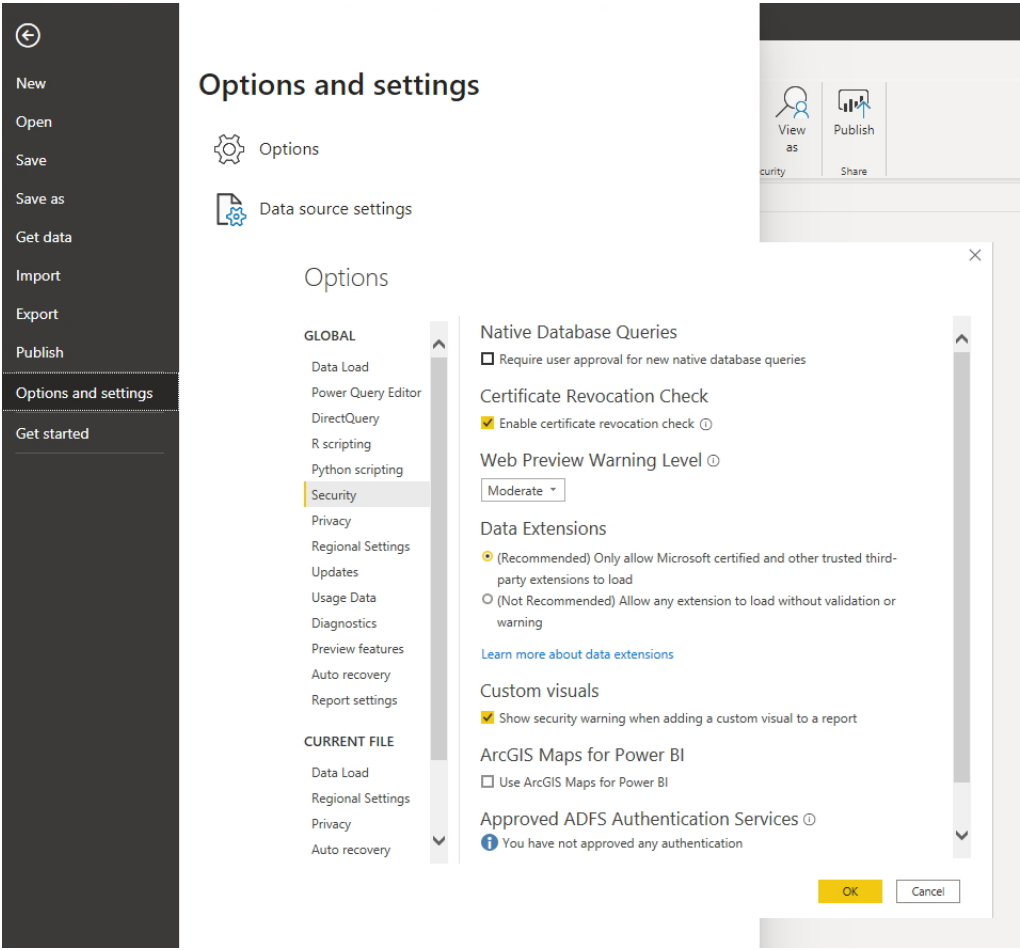 New
Open
Save
Save as
Get data
Import
Export
Publish
Options and settings
Get started
Options and settings
Options
Data source settings
View
as
Publish
curity
Share
Options
GLOBAL
Data Load
Power Query Editor
DirectQuery
R scripting
Python scripting
Security
Privacy
Regional Settings
Updates
Usage Data
Diagnostics
Preview features
Auto recovery
Report settings
CURRENT FILE
Data Load
Regional Settings
Privacy
Auto recovery
Native Database Queries
Require user approval for new native database queries
Certificate Revocation Check
Enable certificate revocation check
Web Preview Warning Level
Moderate
Data Extensions
(Recommended) Only allow Microsoft certified and other trusted third-
party extensions to load
(Not Recommended) Allow any extension to load without validation or
warning
Learn more about data extensions
Custom visuals
Show security warning when adding a custom visual to a report
ArcGIS Maps for Power BI
Use ArcGIS Maps for Power BI
Approved ADFS Authentication Services
You have not approved any authentication
OK
Cancel